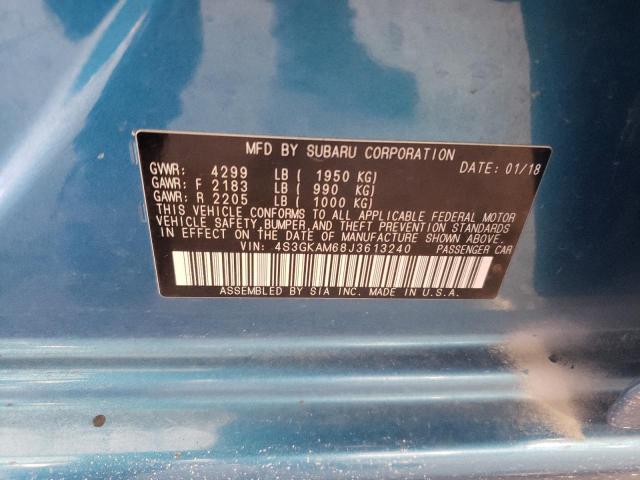 MFD BY SUBARU CORPORATION
GVWR: 4299 LB ( 1950 KG) DATE: 01/18
GAWR: F 2183 LB ( 990 KG)
GAWR: R 2205 LB ( 1000 KG)
THIS VEHICLE CONFORMS TO ALL APPLICABLE FEDERAL MOTOR
VEHICLE SAFETY,BUMPER,AND THEFT PREVENTION STANDARDS
IN EFFECT ON THE DATE OF MANUFACTURE SHOWN ABOVE.
VIN: 4S3GKAM68J3613240 PASSENGER CAR
ASSEMBLED BY SIA INC. MADE IN U.S.A.